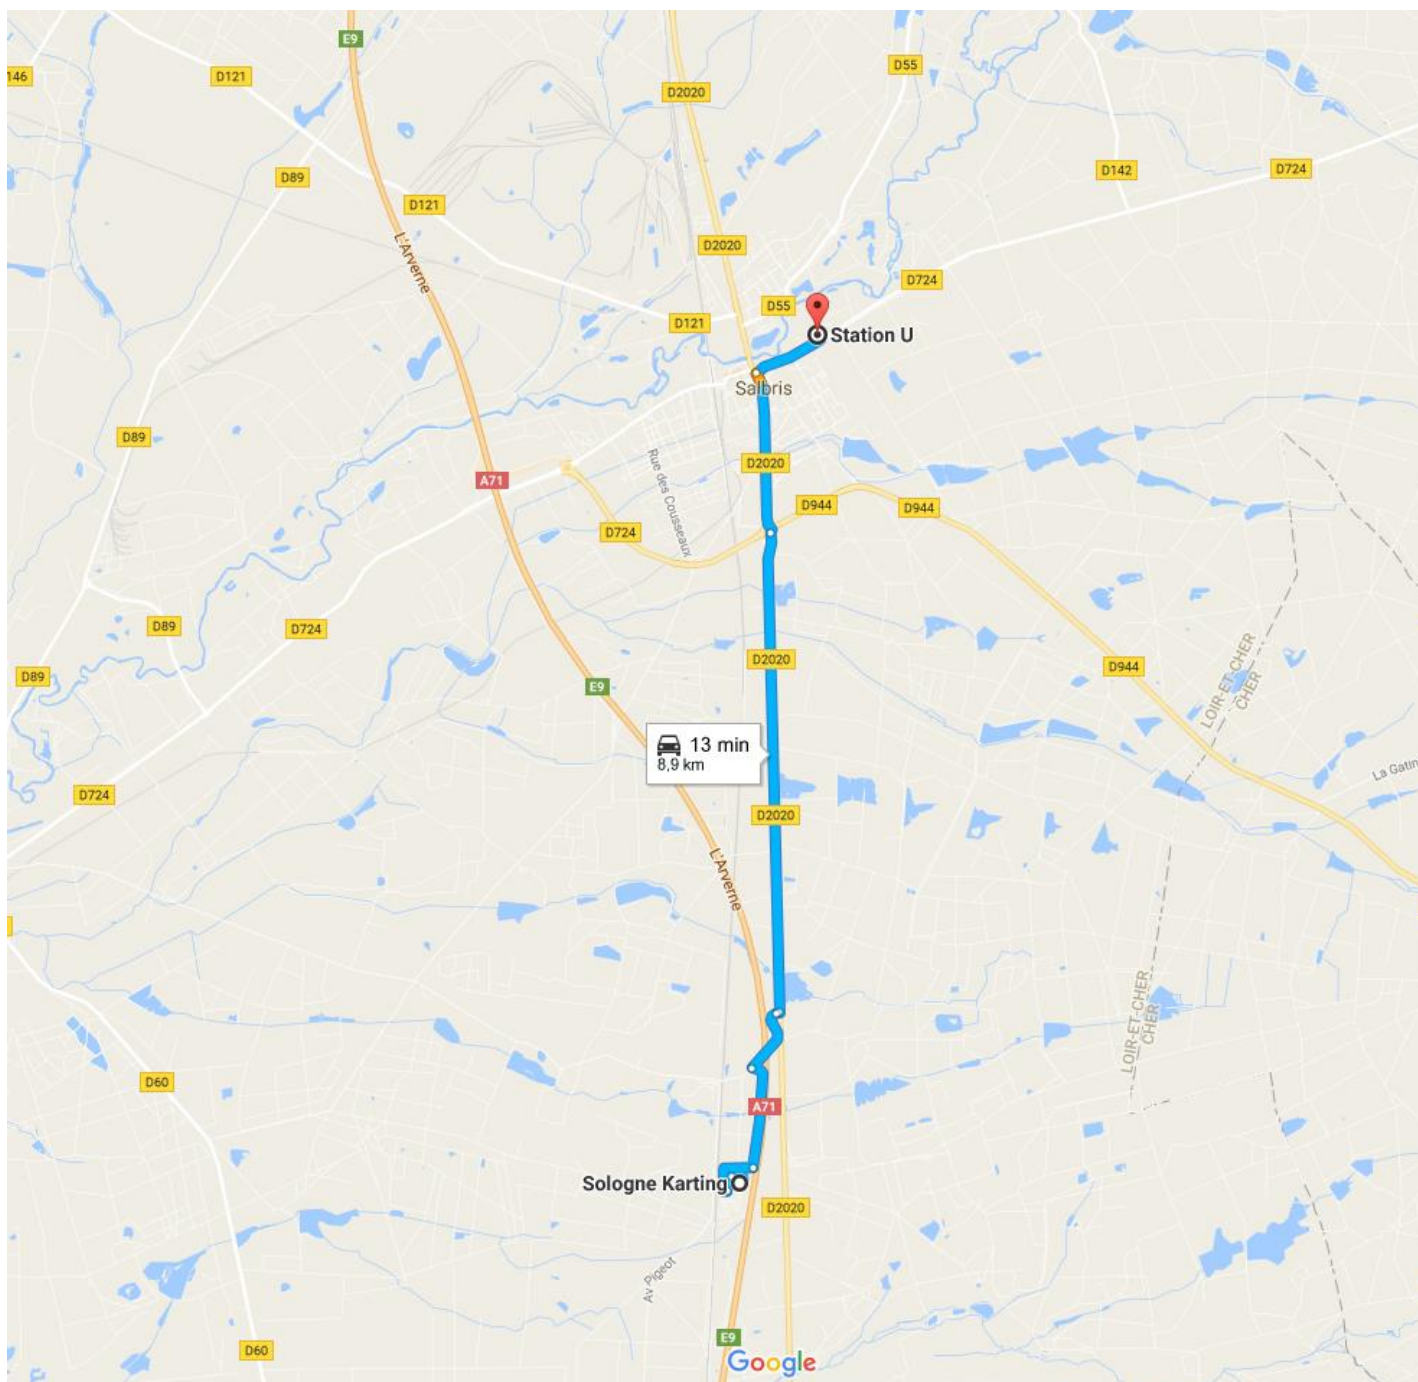 E9
D55
146
D121
D2020
D142
D724
D89
D121
D2020
L'Arverne
D724
D55
D121
Station U
Salbris
D89
D2020
Rue des Cousseaux
A71
D944
D944
D724
D89
D724
D2020
D944
D89
E9
LOIR-ET-CHER
CHER
13 min
8,9 km
La Gatin
D724
D2020
L'Arverne
LOIR-ET-CHER
CHER
D60
A71
Sologne Karting
D2020
Av Pigeot
E9
D60
Google